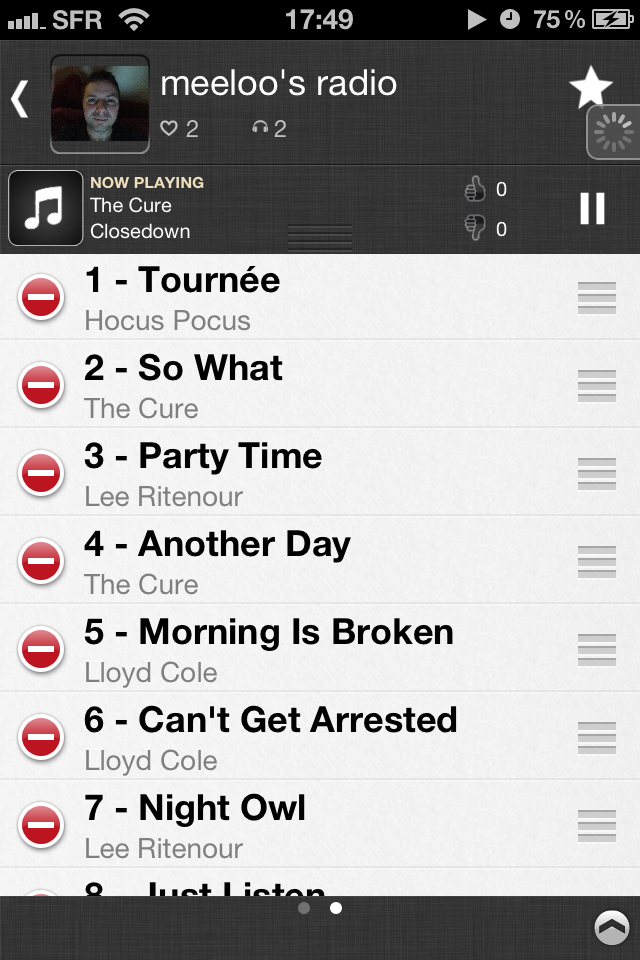 SFR 17:49 75 %
meeloo's radio
2 2
NOW PLAYING
The Cure
Closedown
0
0
1 - Tournée
Hocus Pocus
2 - So What
The Cure
3 - Party Time
Lee Ritenour
4 - Another Day
The Cure
5 - Morning Is Broken
Lloyd Cole
6 - Can't Get Arrested
Lloyd Cole
7 - Night Owl
Lee Ritenour
8 - Just Listen